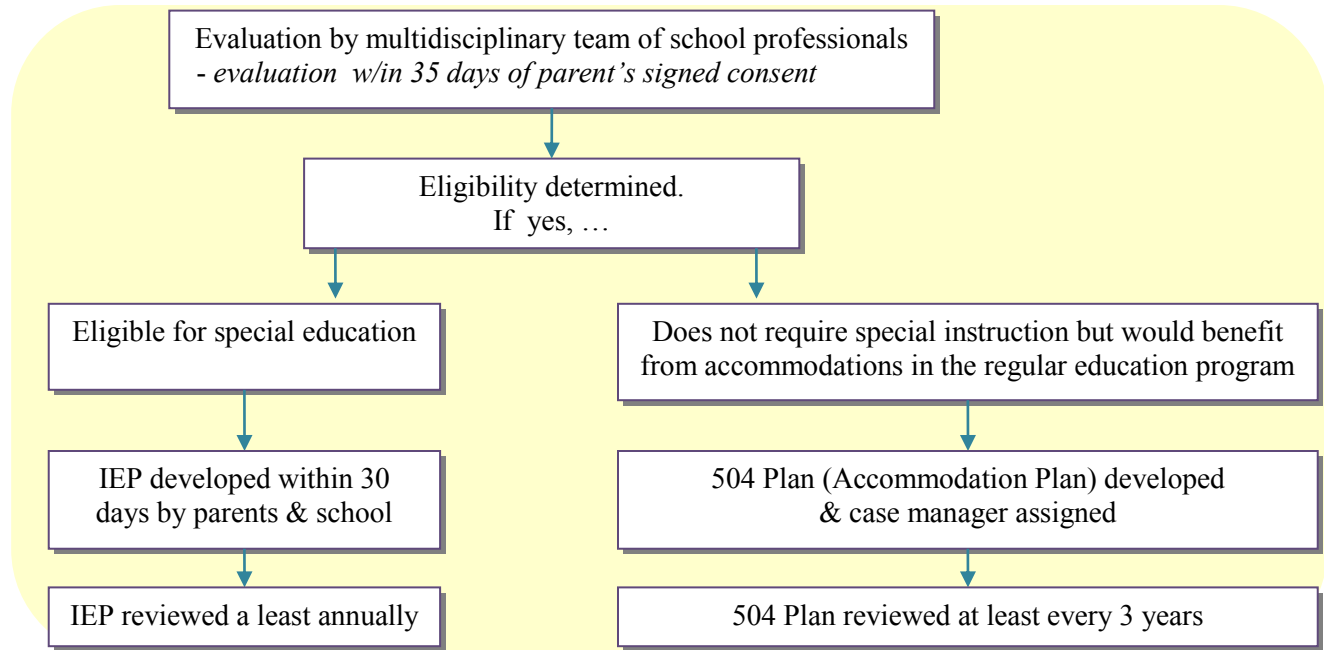 Evaluation by multidisciplinary team of school professionals
- evaluation w/in 35 days of parent's signed consent
Eligibility determined.
If yes, …
Eligible for special education
Does not require special instruction but would benefit
from accommodations in the regular education program
IEP developed within 30
days by parents & school
504 Plan (Accommodation Plan) developed
& case manager assigned
IEP reviewed a least annually
504 Plan reviewed at least every 3 years